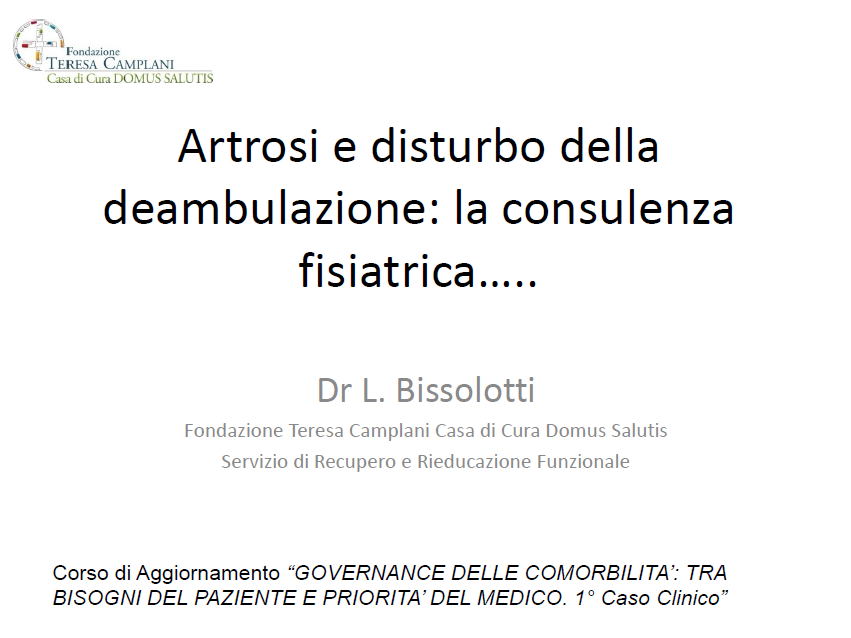 Fondazione
TERESA CAMPLANI
Casa di Cura DOMUS SALUTIS
Artrosi e disturbo della
deambulazione: la consulenza
fisiatrica…..
Dr L. Bissolotti
Fondazione Teresa Camplani Casa di Cura Domus Salutis
Servizio di Recupero e Rieducazione Funzionale
Corso di Aggiornamento “GOVERNANCE DELLE COMORBILITA’: TRA
BISOGNI DEL PAZIENTE E PRIORITA’ DEL MEDICO. 1° Caso Clinico”